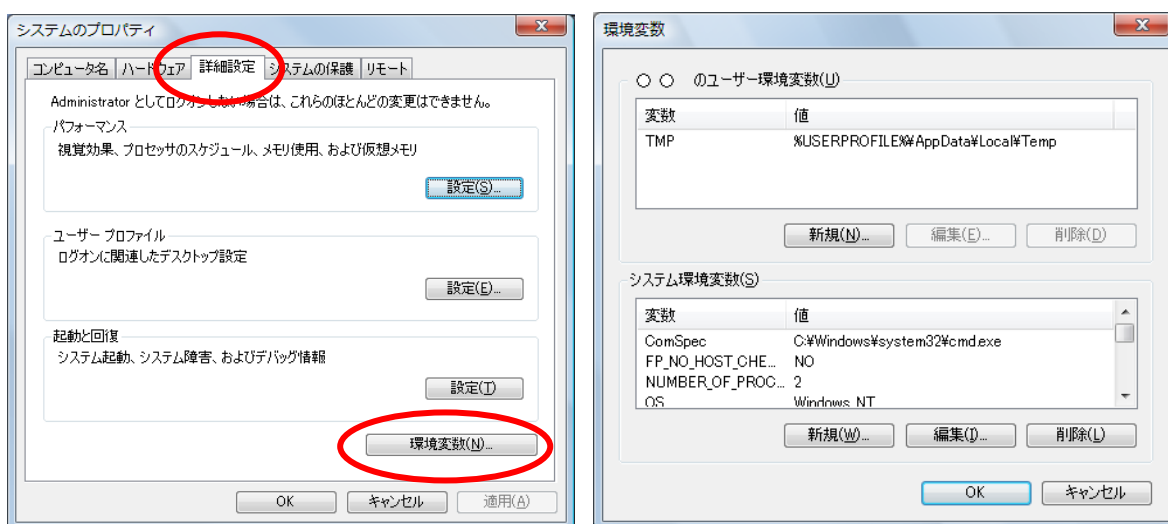 システムのプロパティ
コンピュータ名 ハードウェア 詳細設定 システムの保護 リモート
Administrator としてログオンしない場合は、これらのほとんどの変更はできません。
パフォーマンス
視覚効果、プロセッサのスケジュール、メモリ使用、および仮想メモリ
設定(S)...
ユーザー プロファイル
ログオンに関連したデスクトップ設定
設定(E)...
起動と回復
システム起動、システム障害、およびデバッグ情報
設定(T)
環境変数(N)...
OK キャンセル 適用(A)
環境変数
○ ○ のユーザー環境変数(U)
変数 値
TMP %USERPROFILE%¥AppData¥Local¥Temp
新規(N)... 編集(E)... 削除(D)
システム環境変数(S)
変数 値
ComSpec C:¥Windows¥system32¥cmd.exe
FP_NO_HOST_CHE... NO
NUMBER_OF_PROC... 2
OS Windows_NT
新規(W)... 編集(I)... 削除(L)
OK キャンセル